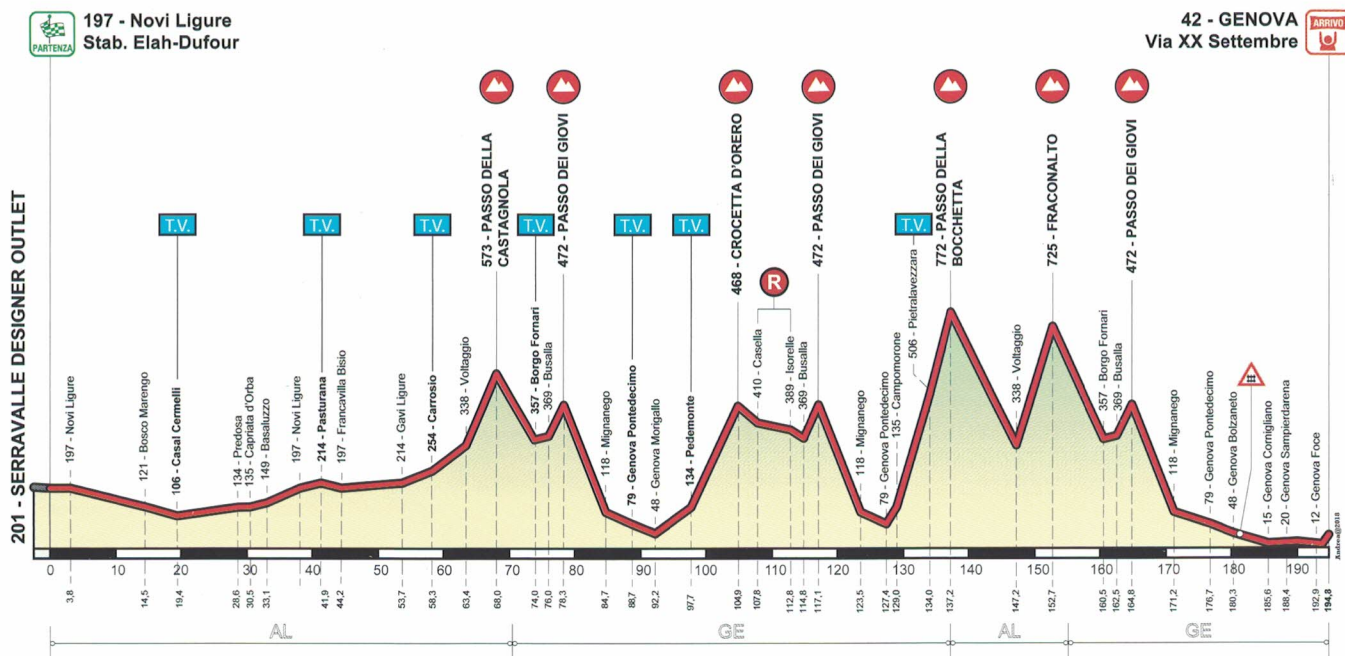 PARTENZA
197 - Novi Ligure
Stab. Elah-Dufour
42 - GENOVA
Via XX Settembre
ARRIVO
201 - SERRAVALLE DESIGNER OUTLET
197 - Novi Ligure
121 - Bosco Marengo
T.V.
106 - Casal Cermelli
134 - Predosa
135 - Capriata d'Orba
149 - Basaluzzo
197 - Novi Ligure
T.V.
214 - Pasturana
197 - Francavilla Bisio
214 - Gavi Ligure
T.V.
254 - Carrosio
338 - Voltaggio
573 - PASSO DELLA
CASTAGNOLA
T.V.
357 - Borgo Fornari
369 - Busalla
472 - PASSO DEI GIOVI
118 - Mignanego
T.V.
79 - Genova Pontedecimo
48 - Genova Morigallo
T.V.
134 - Pedemonte
468 - CROCETTA D'ORERO
R
410 - Casella
389 - Isorelle
369 - Busalla
472 - PASSO DEI GIOVI
118 - Mignanego
79 - Genova Pontedecimo
135 - Campomorone
T.V.
506 - Pietralavezzara
772 - PASSO DELLA
BOCCHETTA
338 - Voltaggio
725 - FRACONALTO
357 - Borgo Fornari
369 - Busalla
472 - PASSO DEI GIOVI
118 - Mignanego
79 - Genova Pontedecimo
48 - Genova Bolzaneto
15 - Genova Cornigliano
20 - Genova Sampierdarena
12 - Genova Foce
Andrea@2018
0 10 20 30 40 50 60 70 80 90 100 110 120 130 140 150 160 170 180 190
3,8 14,5 19,4 28,6 30,5 33,1 41,9 44,2 53,7 58,3 63,4 68,0 74,0 76,0 78,3 84,7 88,7 92,2 97,7 104,9 107,8 112,8 114,8 117,1 123,5 127,4 129,0 134,0 137,2 147,2 152,7 160,5 162,5 164,8 171,2 176,7 180,3 185,6 188,4 192,9 194,8
AL GE AL GE